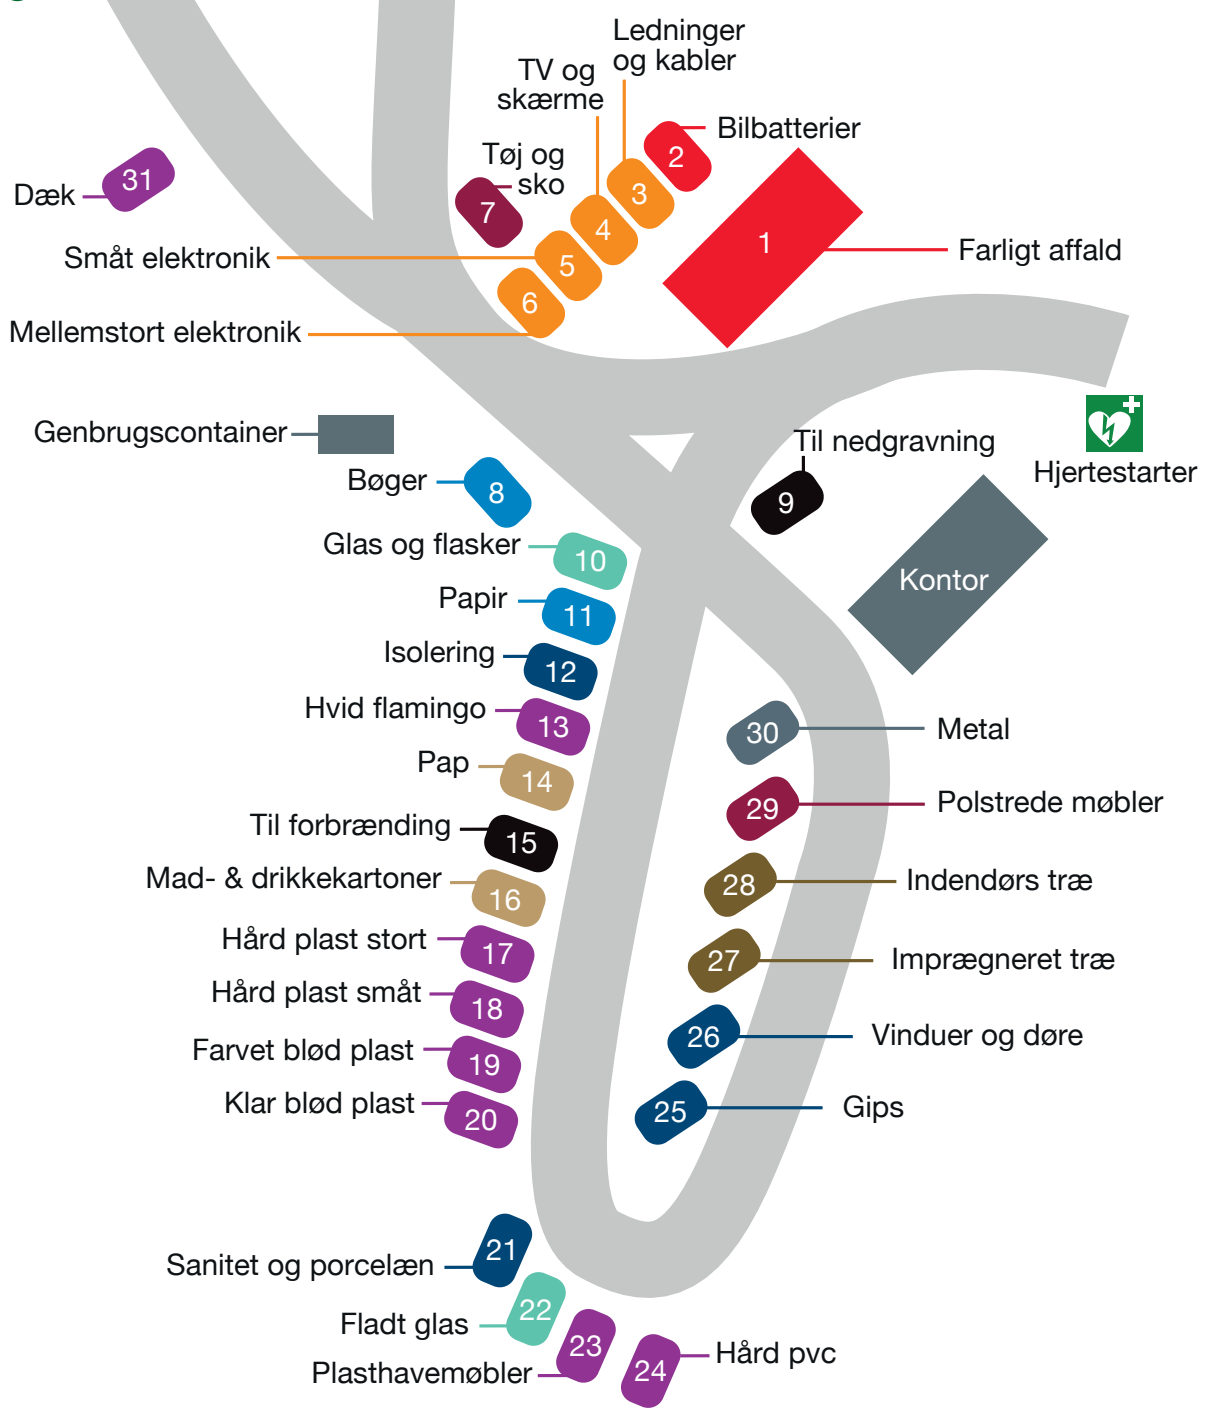 Ledninger
og kabler
TV og
skærme
2
Bilbatterier
Tøj og
sko
3
31
Dæk
7
4
1
Farligt affald
Småt elektronik
5
6
Mellemstort elektronik
Genbrugscontainer
Til nedgravning
Hjertestarter
Bøger
8
9
Glas og flasker
10
Kontor
Papir
11
Isolering
12
Hvid flamingo
13
30
Metal
Pap
14
29
Polstrede møbler
Til forbrænding
15
Mad- & drikkekartoner
16
28
Indendørs træ
Hård plast stort
17
27
Imprægneret træ
Hård plast småt
18
26
Vinduer og døre
Farvet blød plast
19
Klar blød plast
20
25
Gips
21
Sanitet og porcelæn
22
Fladt glas
23
Plasthavemøbler
24
Hård pvc